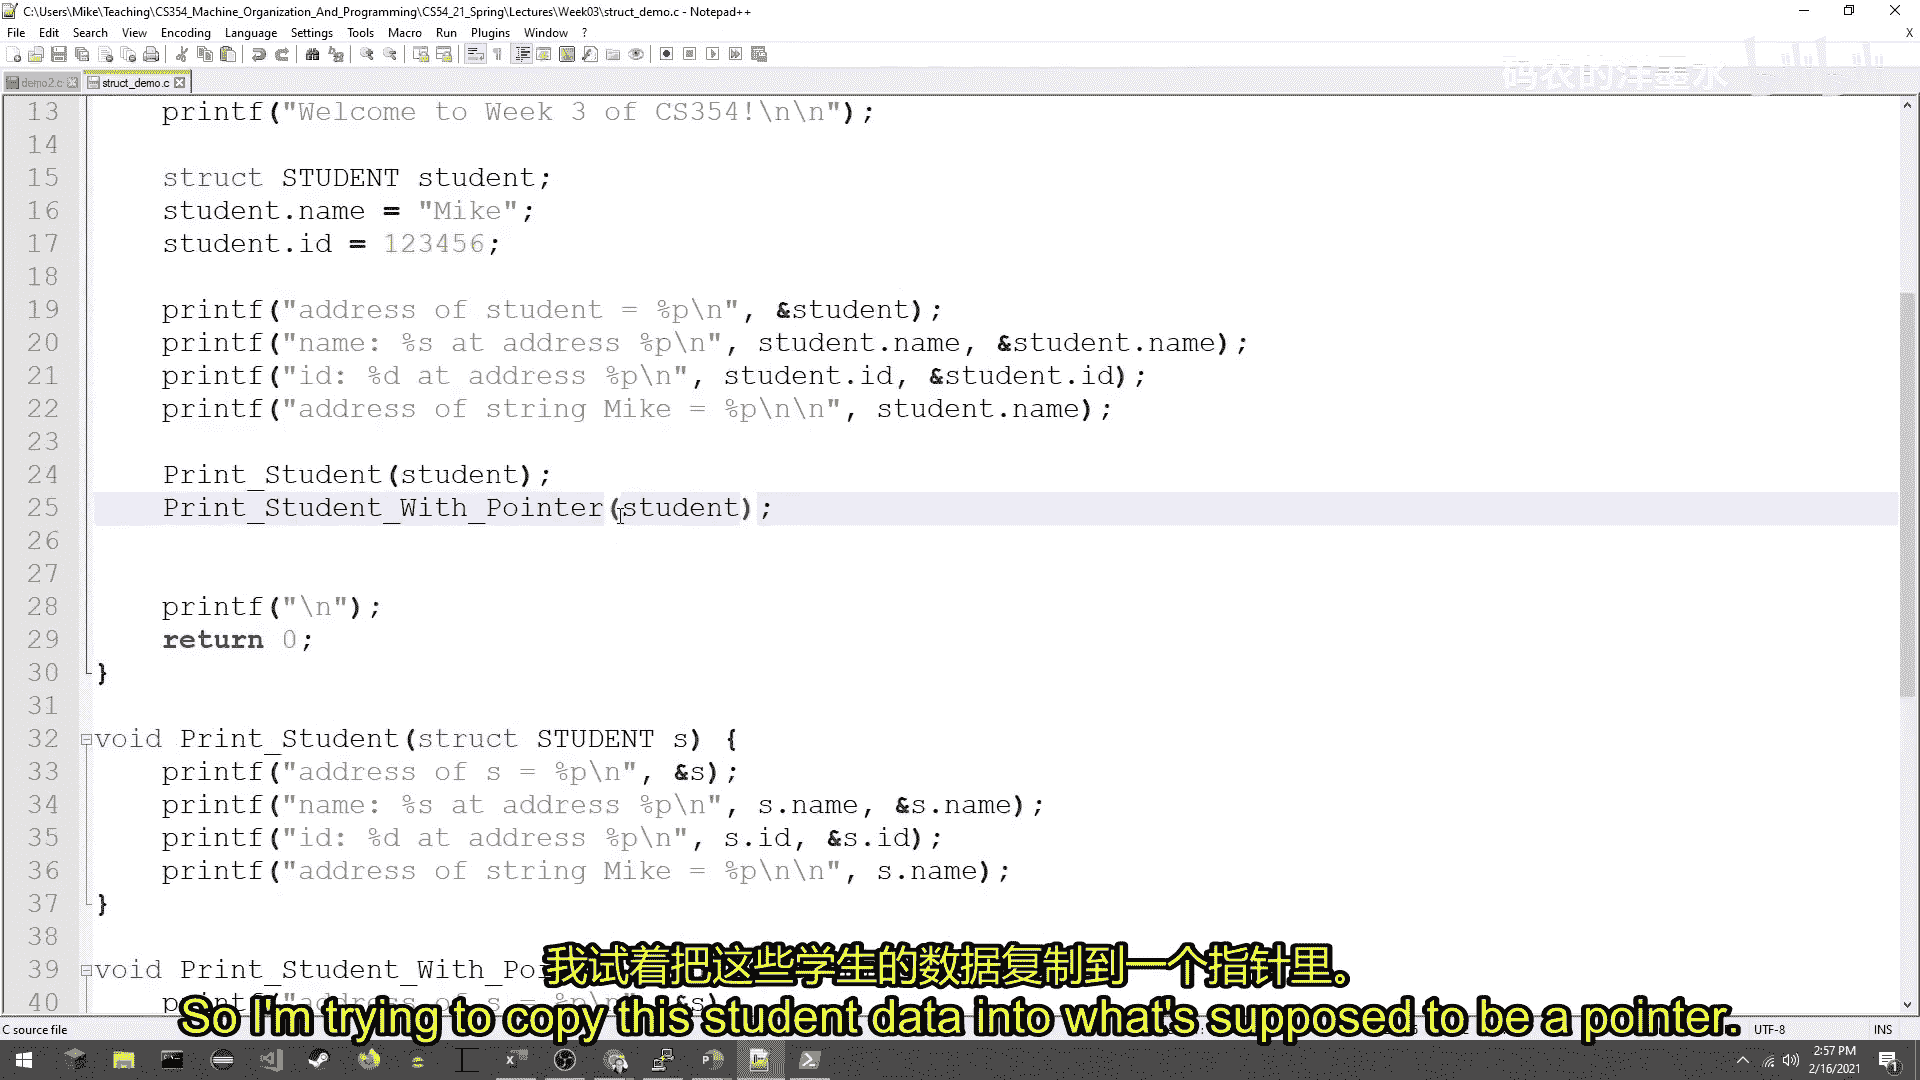 C:\Users\Mike\Teaching\CS354_Machine_Organization_And_Programming\CS54_21_Spring\Lectures\Week03\struct_demo.c - Notepad++
File Edit Search View Encoding Language Settings Tools Macro Run Plugins Window ? X
demo2.c struct_demo.c
码农的洋墨水
13 printf("Welcome to Week 3 of CS354!\n\n");
14
15 struct STUDENT student;
16 student.name = "Mike";
17 student.id = 123456;
18
19 printf("address of student = %p\n", &student);
20 printf("name: %s at address %p\n", student.name, &student.name);
21 printf("id: %d at address %p\n", student.id, &student.id);
22 printf("address of string Mike = %p\n\n", student.name);
23
24 Print_Student(student);
25 Print_Student_With_Pointer(student);
26
27
28 printf("\n");
29 return 0;
30 }
31
32 void Print_Student(struct STUDENT s) {
33 printf("address of s = %p\n", &s);
34 printf("name: %s at address %p\n", s.name, &s.name);
35 printf("id: %d at address %p\n", s.id, &s.id);
36 printf("address of string Mike = %p\n\n", s.name);
37 }
38
39 void Print_Student_With_Po
40
我试着把这些学生的数据复制到一个指针里。
So I'm trying to copy this student data into what's supposed to be a pointer.
C source file UTF-8 INS
2:57 PM
2/16/2021